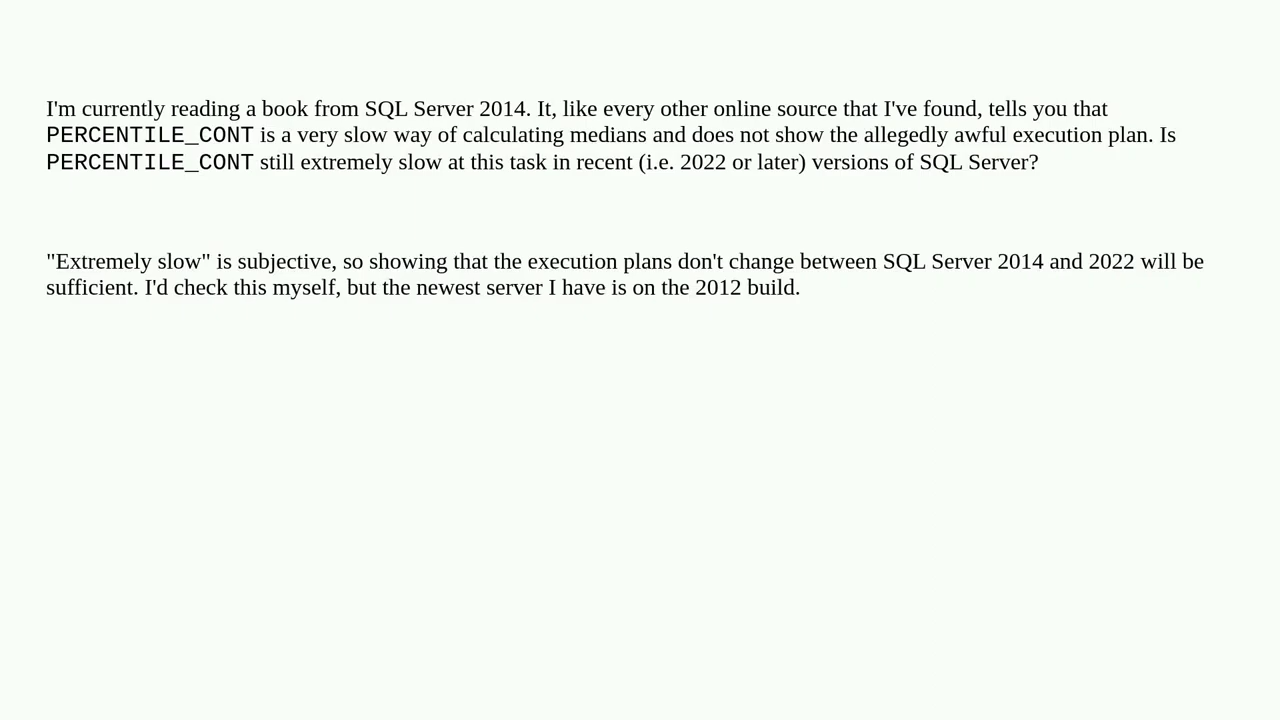 I'm currently reading a book from SQL Server 2014. It, like every other online source that I've found, tells you that
PERCENTILE_CONT is a very slow way of calculating medians and does not show the allegedly awful execution plan. Is
PERCENTILE_CONT still extremely slow at this task in recent (i.e. 2022 or later) versions of SQL Server?
"Extremely slow" is subjective, so showing that the execution plans don't change between SQL Server 2014 and 2022 will be
sufficient. I'd check this myself, but the newest server I have is on the 2012 build.